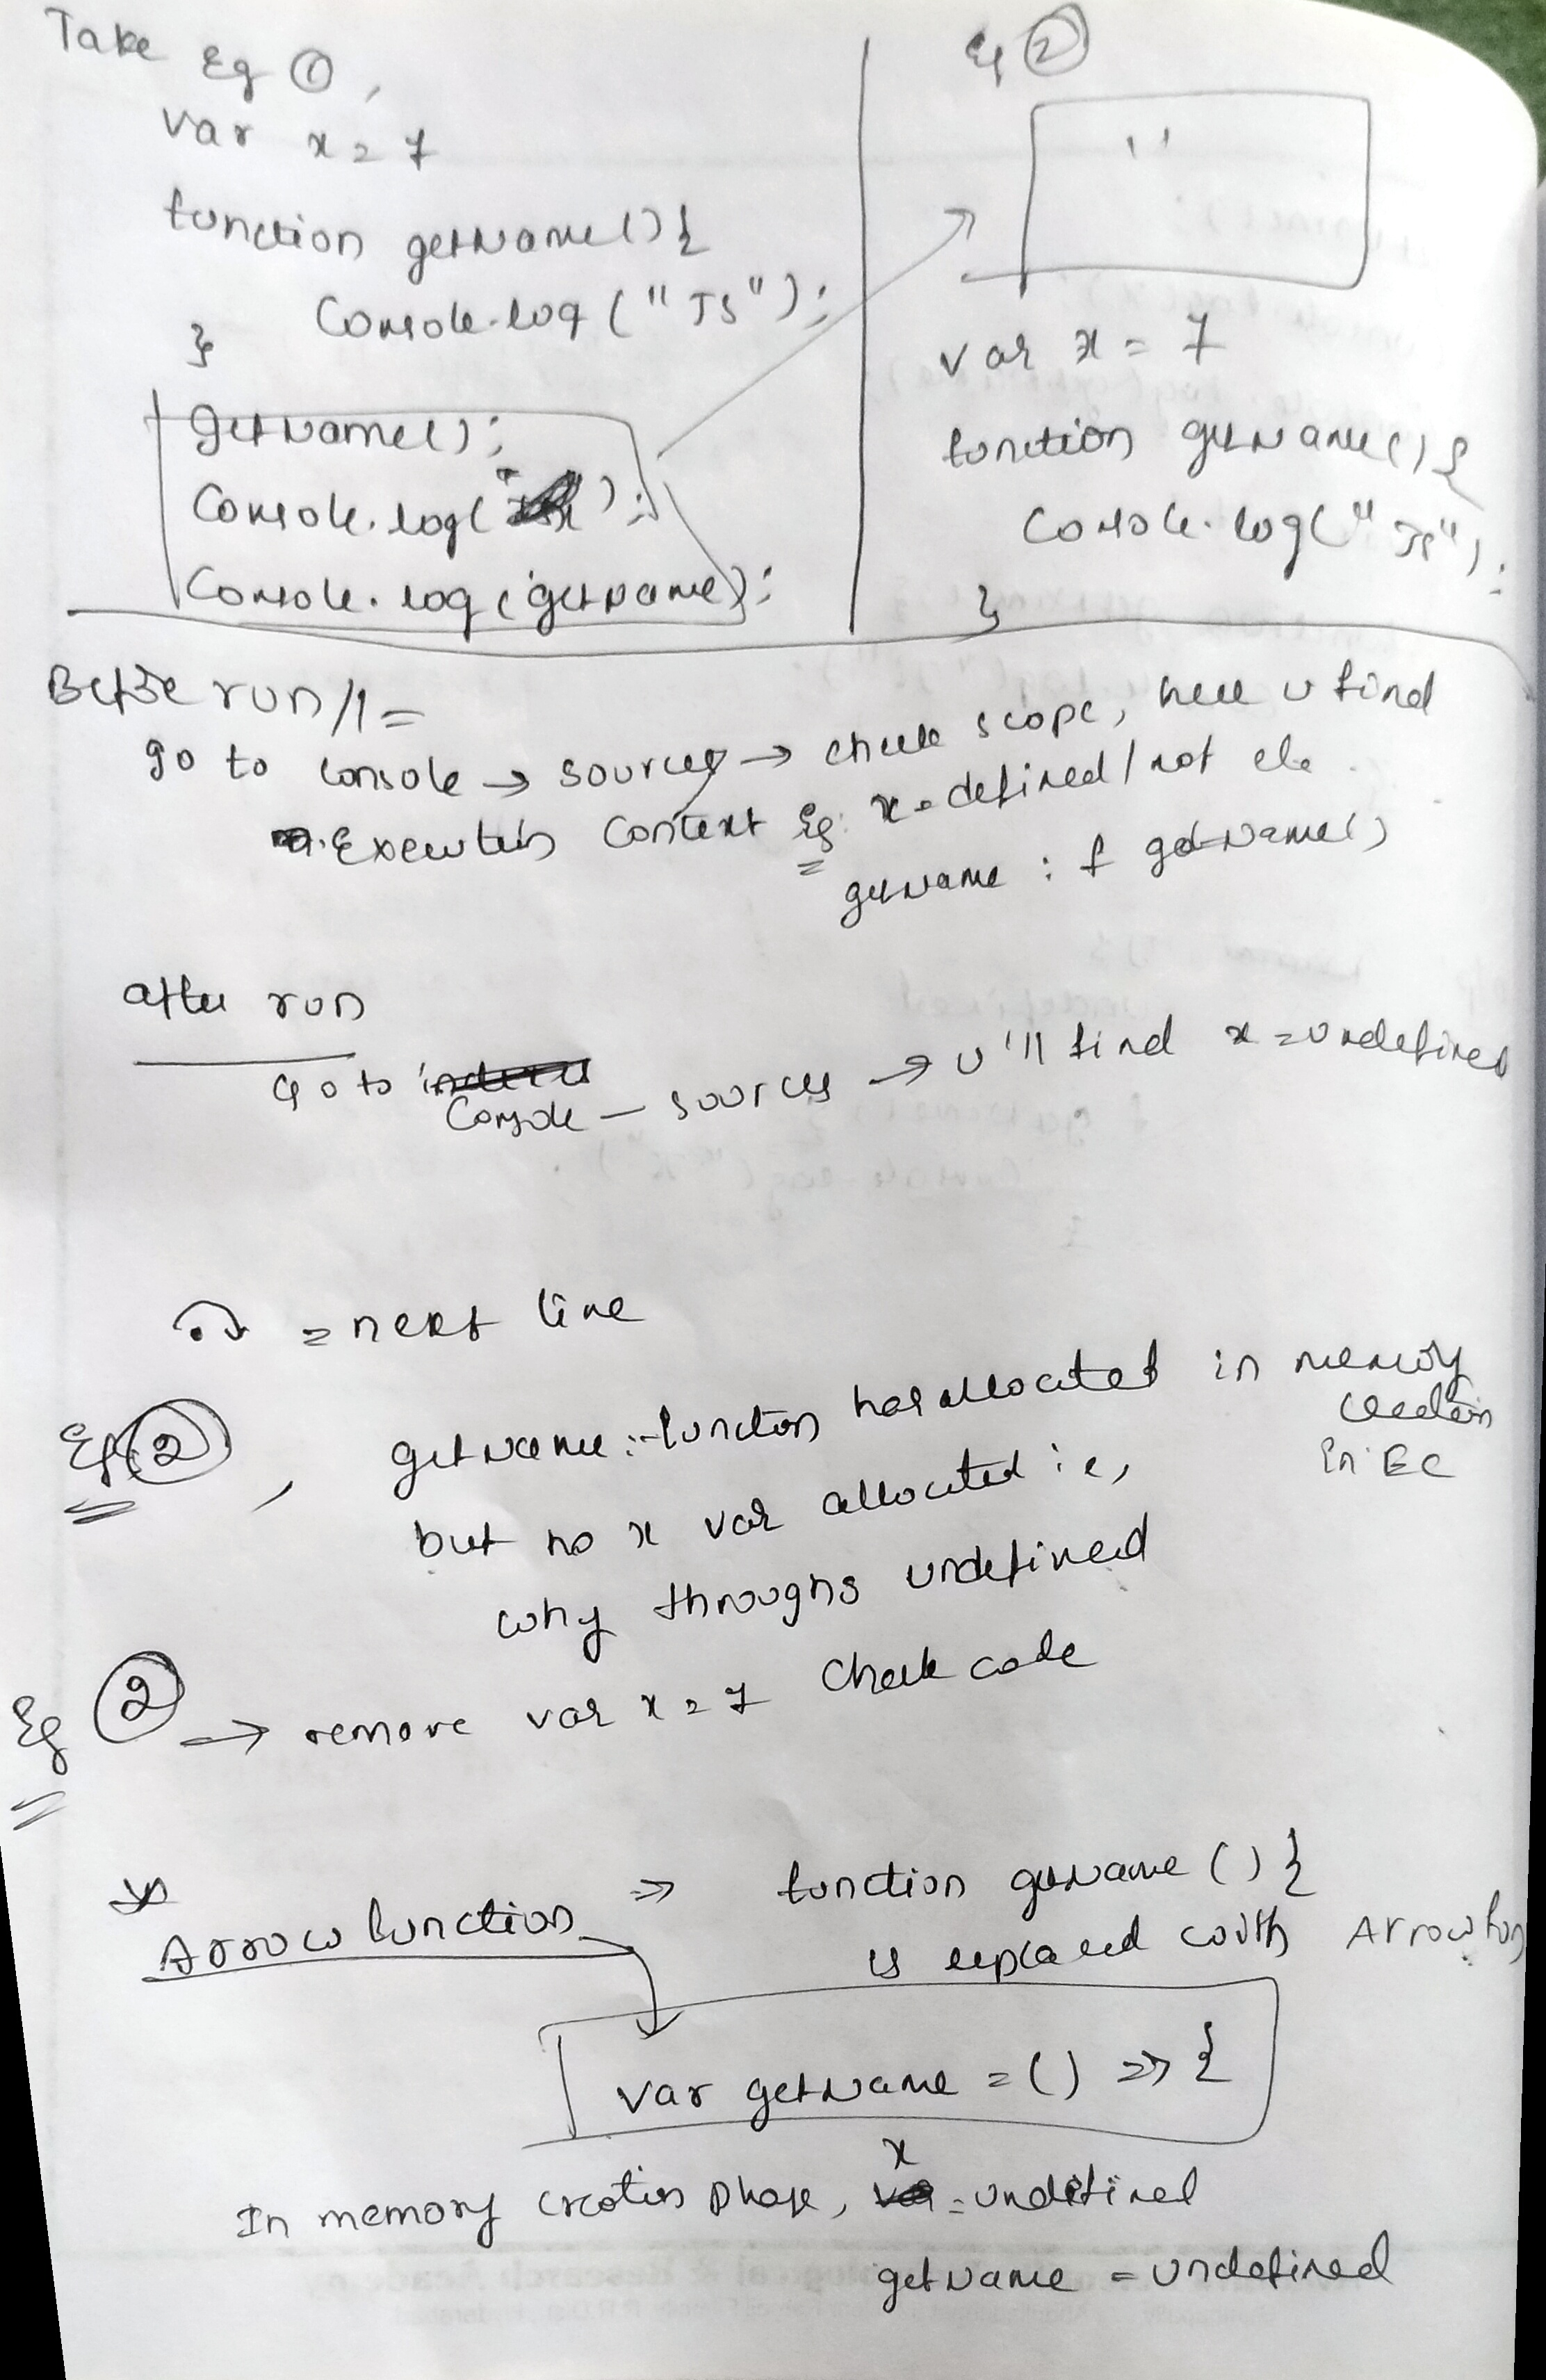 Take Eg ①,
var x = 7
function getName() {
Console.log ("JS");
}
getName();
Console.log(x);
Console.log (getName);
Eg ②
''
var x = 7
function getName() {
Console.log("JS");
}
Before run // =
go to console → sources → check scope, here u find
Execution Context Eg: x = defined / not
getName : f getName()
after run
Go to
Console — sources → u'll find x = undefined
= next line
Eg ②, getName :- function has allocated in memory
creation
in EC
but no x var allocated i.e,
why throughs undefined
Eg ② → remove var x = 7 Check code
Arrow function ⇒ function getName () {
is replaced with Arrow fun
var getName = () => {
In memory creation phase, x = undefined
getName = undefined